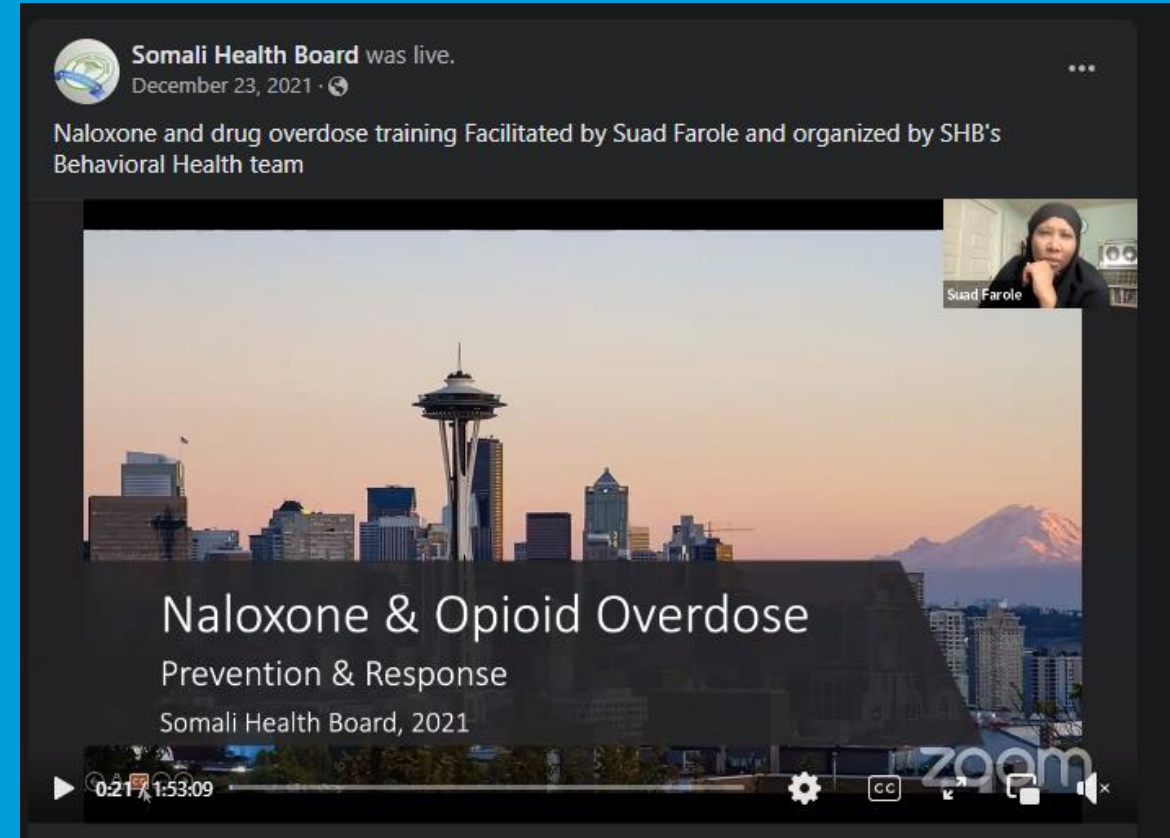 Somali Health Board was live.
December 23, 2021 ·
Naloxone and drug overdose training Facilitated by Suad Farole and organized by SHB's
Behavioral Health team
Suad Farole
Naloxone & Opioid Overdose
Prevention & Response
Somali Health Board, 2021
zoom
0:21 / 1:53:09
CC